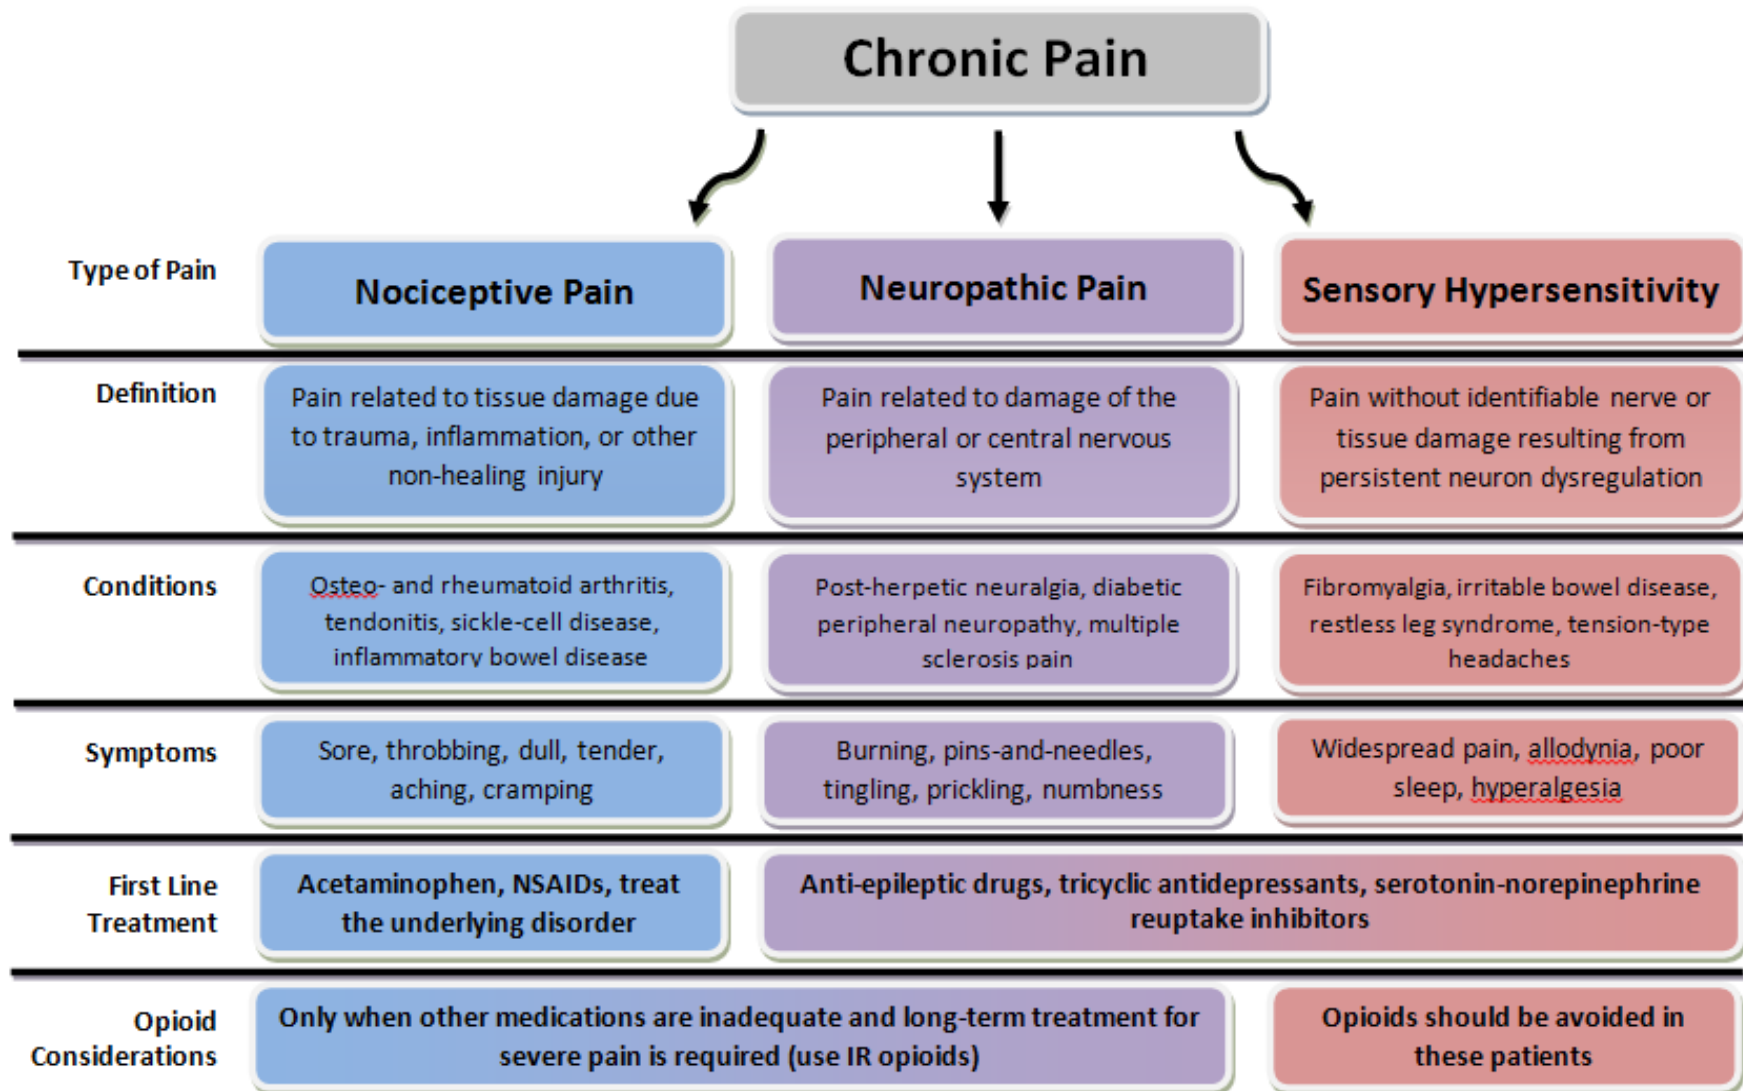 Chronic Pain
Type of Pain
Nociceptive Pain
Neuropathic Pain
Sensory Hypersensitivity
Definition
Pain related to tissue damage due
to trauma, inflammation, or other
non-healing injury
Pain related to damage of the
peripheral or central nervous
system
Pain without identifiable nerve or
tissue damage resulting from
persistent neuron dysregulation
Conditions
Osteo- and rheumatoid arthritis,
tendonitis, sickle-cell disease,
inflammatory bowel disease
Post-herpetic neuralgia, diabetic
peripheral neuropathy, multiple
sclerosis pain
Fibromyalgia, irritable bowel disease,
restless leg syndrome, tension-type
headaches
Symptoms
Sore, throbbing, dull, tender,
aching, cramping
Burning, pins-and-needles,
tingling, prickling, numbness
Widespread pain, allodynia, poor
sleep, hyperalgesia
First Line
Treatment
Acetaminophen, NSAIDs, treat
the underlying disorder
Anti-epileptic drugs, tricyclic antidepressants, serotonin-norepinephrine
reuptake inhibitors
Opioid
Considerations
Only when other medications are inadequate and long-term treatment for
severe pain is required (use IR opioids)
Opioids should be avoided in
these patients